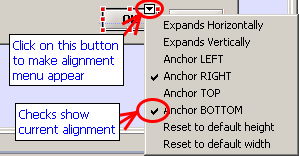 Click on this button
to make alignment
menu appear
Expands Horizontally
Expands Vertically
Anchor LEFT
Anchor RIGHT
Anchor TOP
Anchor BOTTOM
Reset to default height
Reset to default width
Checks show
current alignment